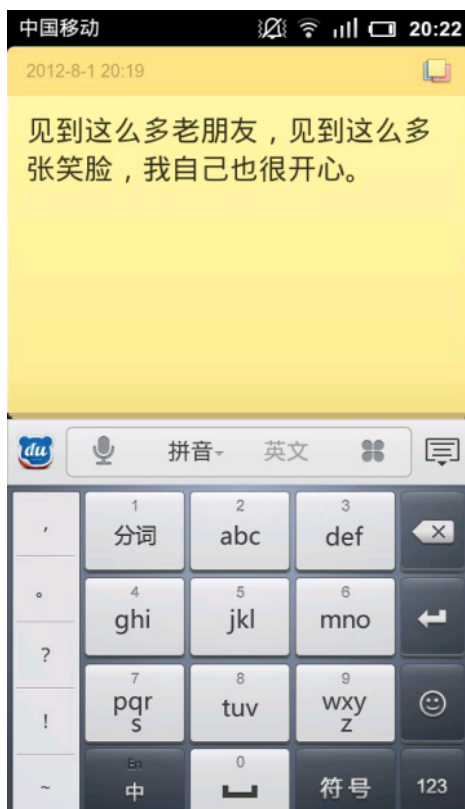 中国移动 20:22
2012-8-1 20:19
见到这么多老朋友，见到这么多
张笑脸，我自己也很开心。
du 拼音 英文
， 1 分词 2 abc 3 def
。 4 ghi 5 jkl 6 mno
？ 7 pqrs 8 tuv 9 wxyz
！
~ En 中 0 符号 123